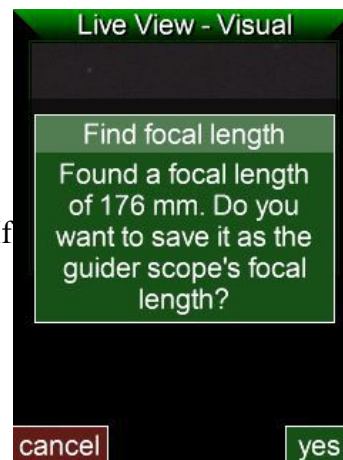 Live View - Visual
Find focal length
Found a focal length
of 176 mm. Do you
f
want to save it as the
guider scope's focal
length?
cancel
yes